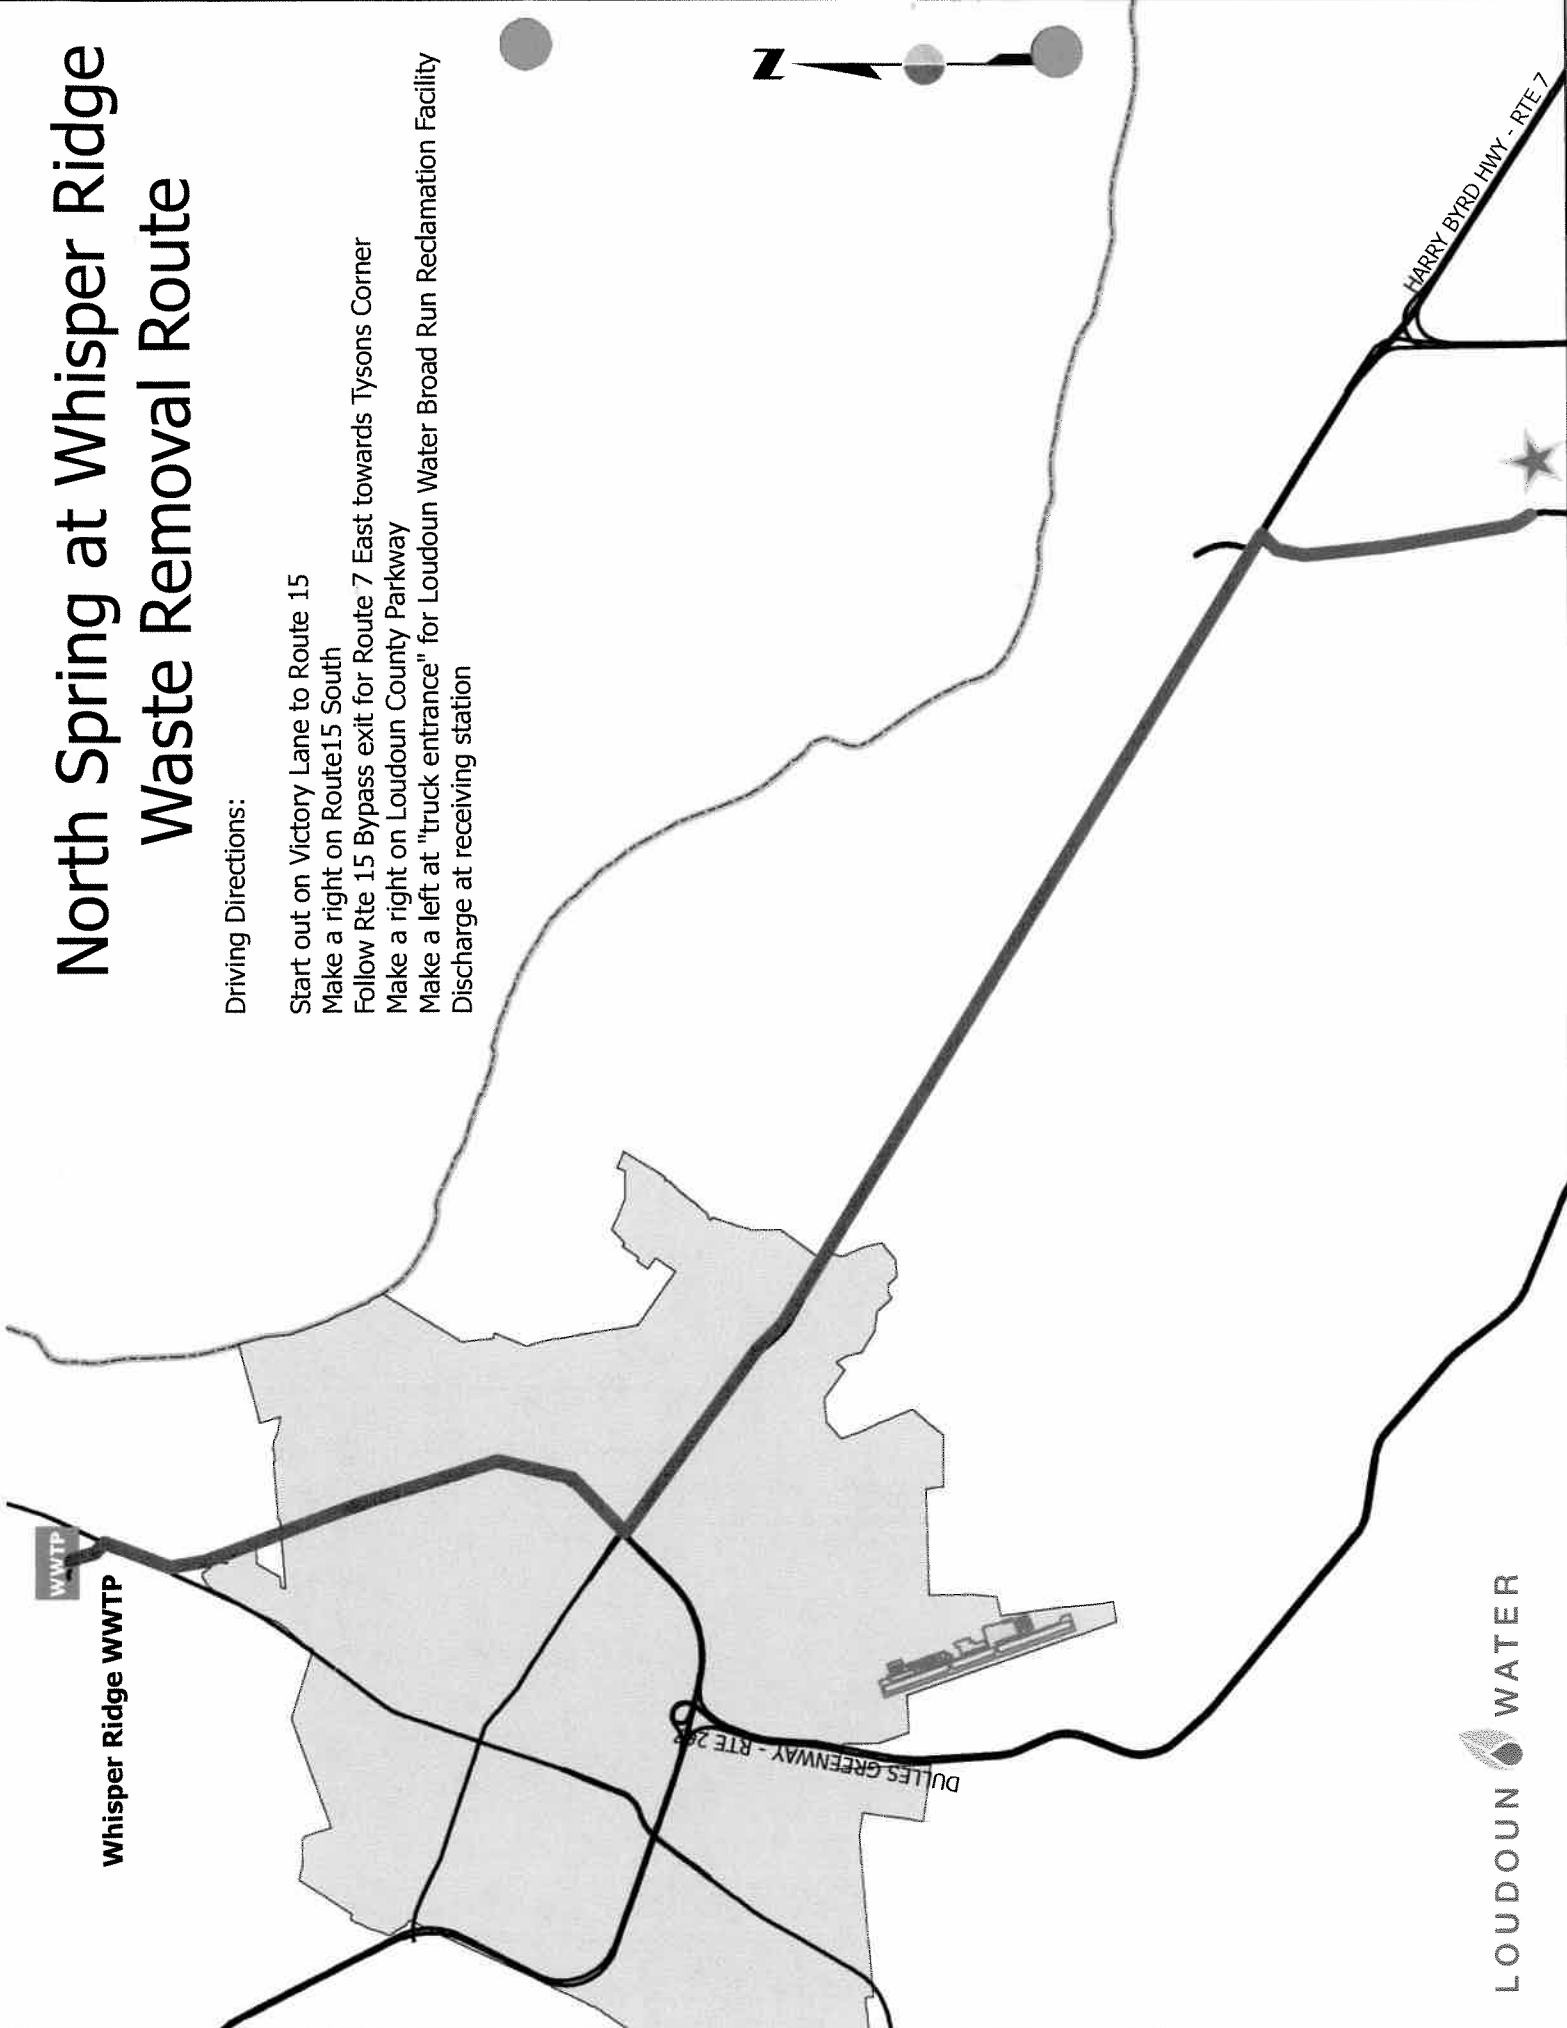 North Spring at Whisper Ridge
Waste Removal Route
Driving Directions:
Start out on Victory Lane to Route 15
Make a right on Route15 South
Follow Rte 15 Bypass exit for Route 7 East towards Tysons Corner
Make a right on Loudoun County Parkway
Make a left at "truck entrance" for Loudoun Water Broad Run Reclamation Facility
Discharge at receiving station
N
WWTP
Whisper Ridge WWTP
HARRY BYRD HWY - RTE 7
DULLES GREENWAY - RTE 267
LOUDOUN WATER